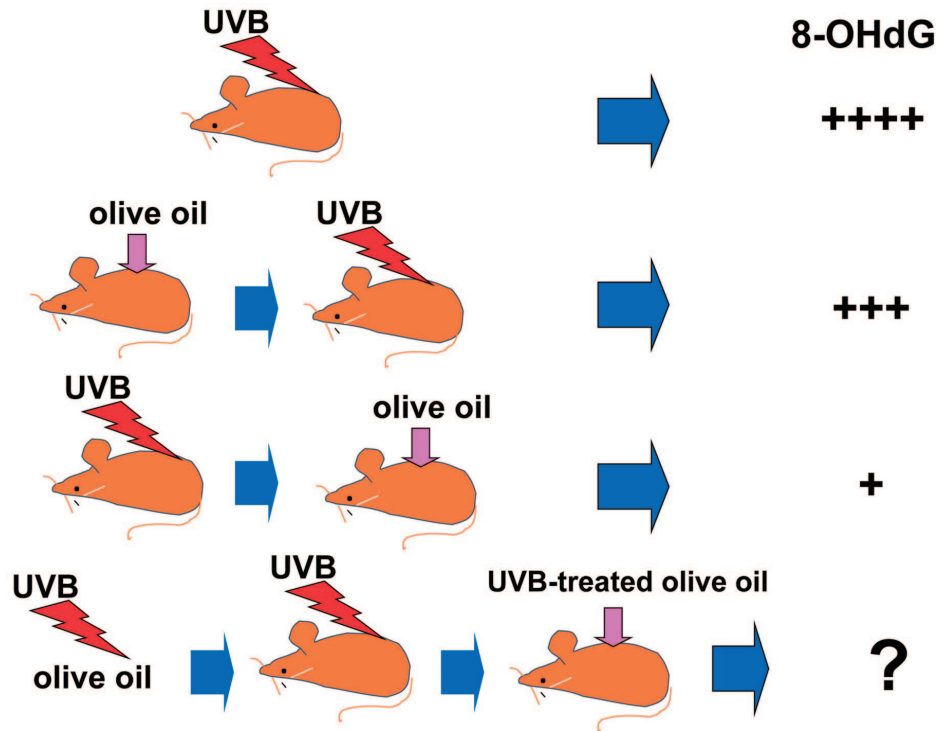 UVB
8-OHdG
++++
olive oil
UVB
+++
UVB
olive oil
+
UVB
olive oil
UVB
UVB-treated olive oil
?